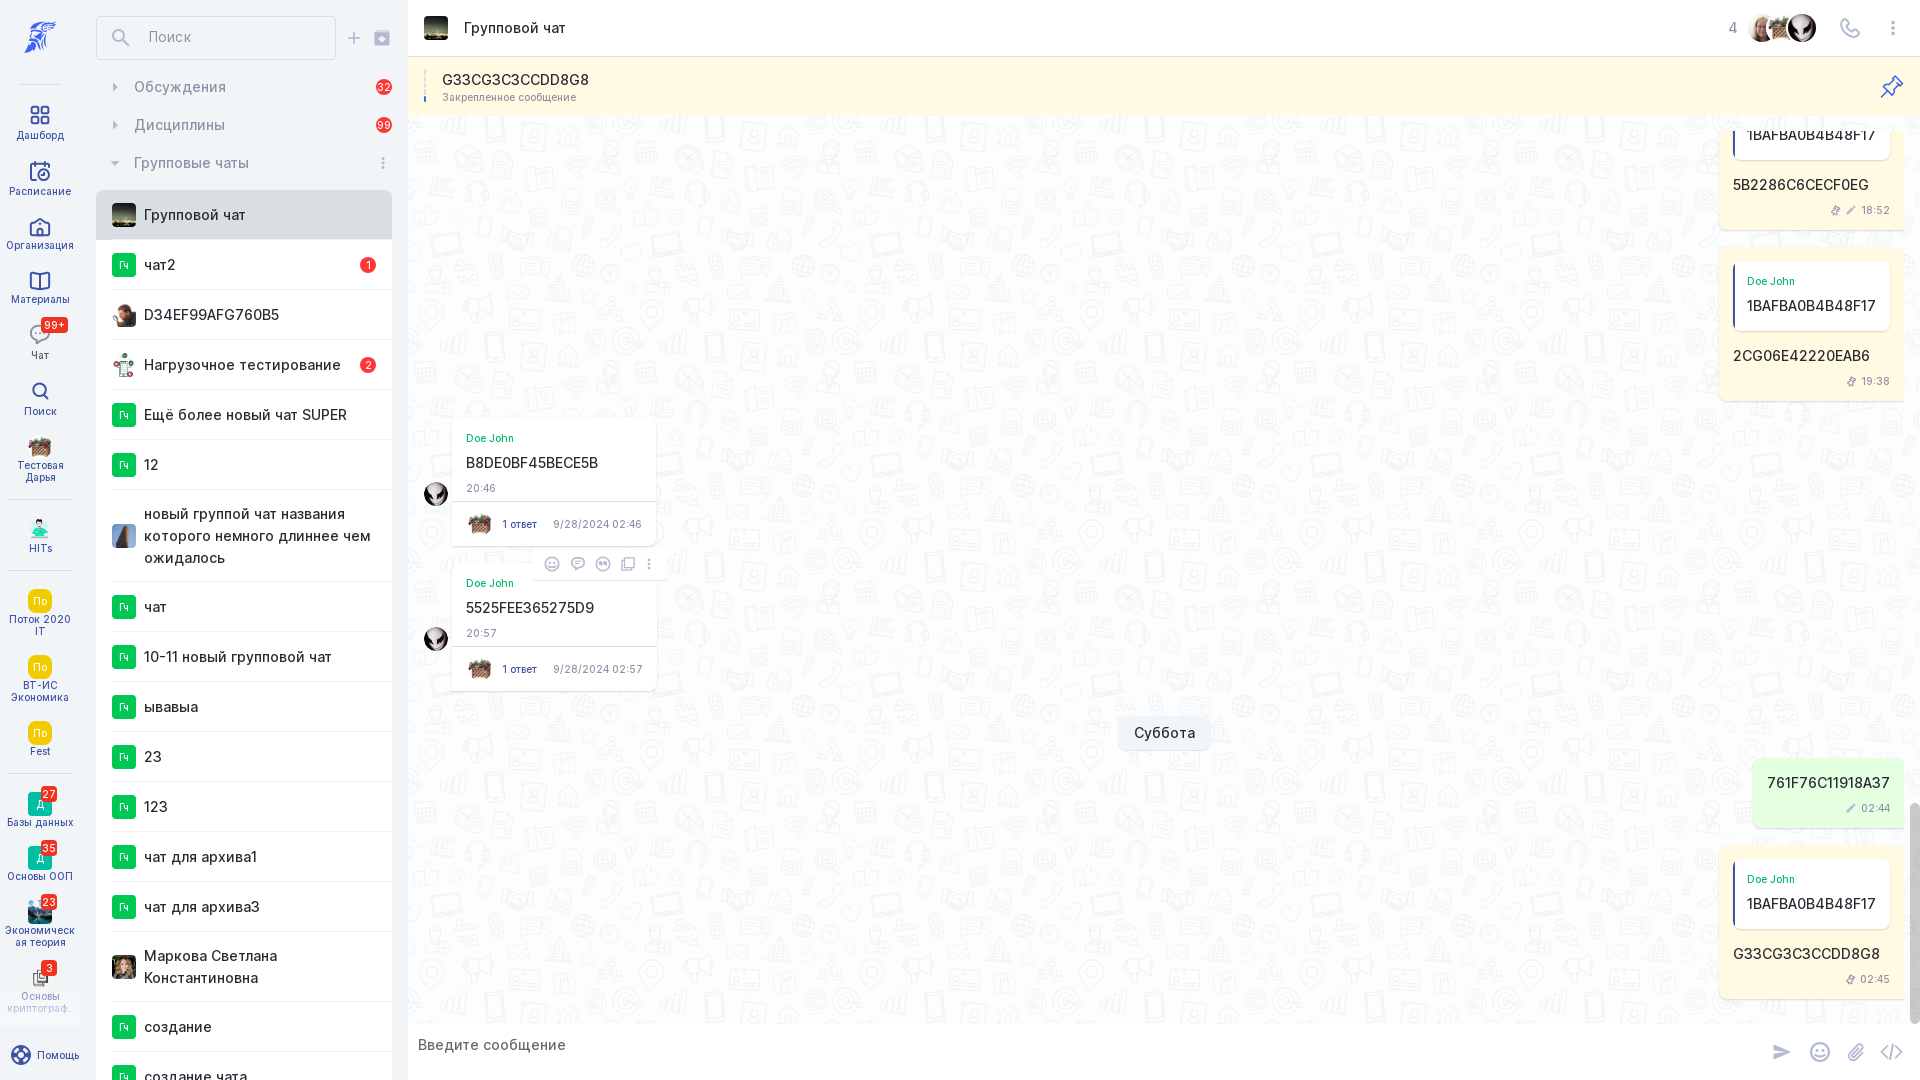 Дашборд
Расписание
Организация
Материалы
99+
Чат
Поиск
Тестовая
Дарья
HITs
По
Поток 2020
IT
По
ВТ-ИС
Экономика
По
Fest
27
Д
Базы данных
35
Д
Основы ООП
23
Экономическ
ая теория
3
Основы
криптограф...
Помощь
Поиск
Обсуждения
32
Дисциплины
99
Групповые чаты
Групповой чат
Гч
чат2
1
D34EF99AFG760B5
Нагрузочное тестирование
2
Гч
Ещё более новый чат SUPER
Гч
12
новый группой чат названия
которого немного длиннее чем
ожидалось
Гч
чат
Гч
10-11 новый групповой чат
Гч
ывавыа
Гч
23
Гч
123
Гч
чат для архива1
Гч
чат для архива3
Маркова Светлана
Константиновна
Гч
создание
Гч
создание чата
Групповой чат
4
G33CG3C3CCDD8G8
Закрепленное сообщение
1BAFBA0B4B48F17
5B2286C6CECF0EG
18:52
Doe John
1BAFBA0B4B48F17
2CG06E42220EAB6
19:38
Doe John
B8DE0BF45BECE5B
20:46
1 ответ
9/28/2024 02:46
Doe John
5525FEE365275D9
20:57
1 ответ
9/28/2024 02:57
Суббота
761F76C11918A37
02:44
Doe John
1BAFBA0B4B48F17
G33CG3C3CCDD8G8
02:45
Введите сообщение